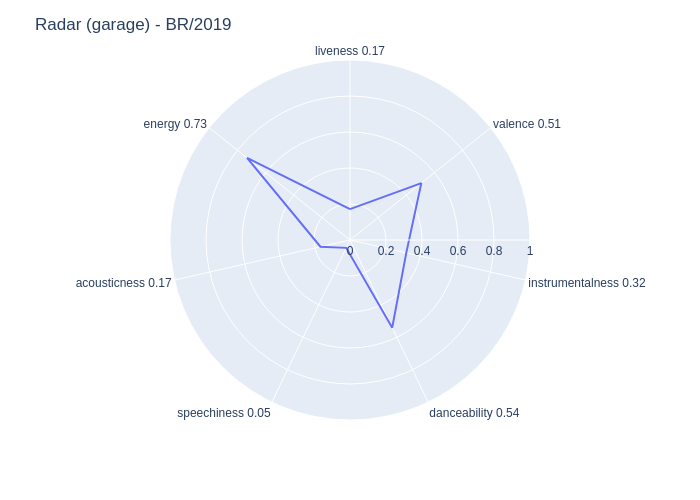 Radar (garage) - BR/2019
liveness 0.17
energy 0.73
valence 0.51
0 0.2 0.4 0.6 0.8 1
acousticness 0.17
instrumentalness 0.32
speechiness 0.05
danceability 0.54